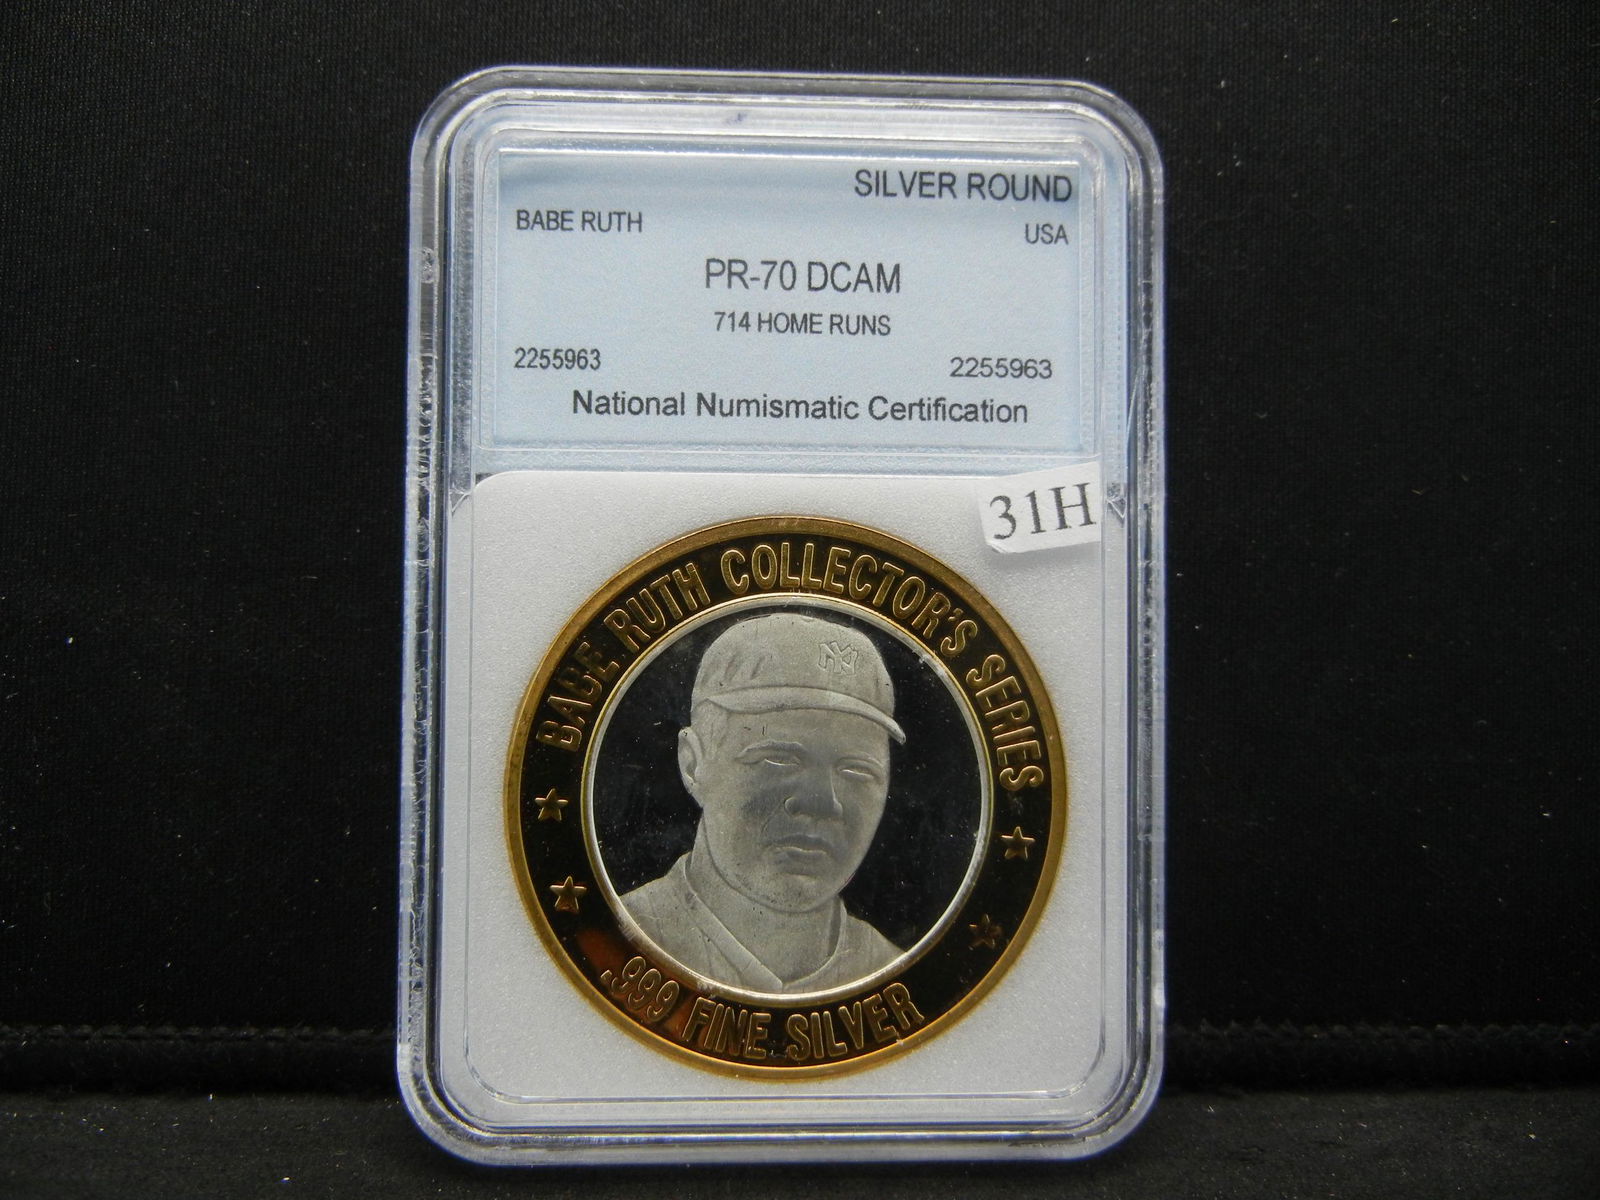 SILVER ROUND
BABE RUTH USA
PR-70 DCAM
714 HOME RUNS
2255963 2255963
National Numismatic Certification
31H
BABE RUTH COLLECTOR'S SERIES
NY
.999 FINE SILVER